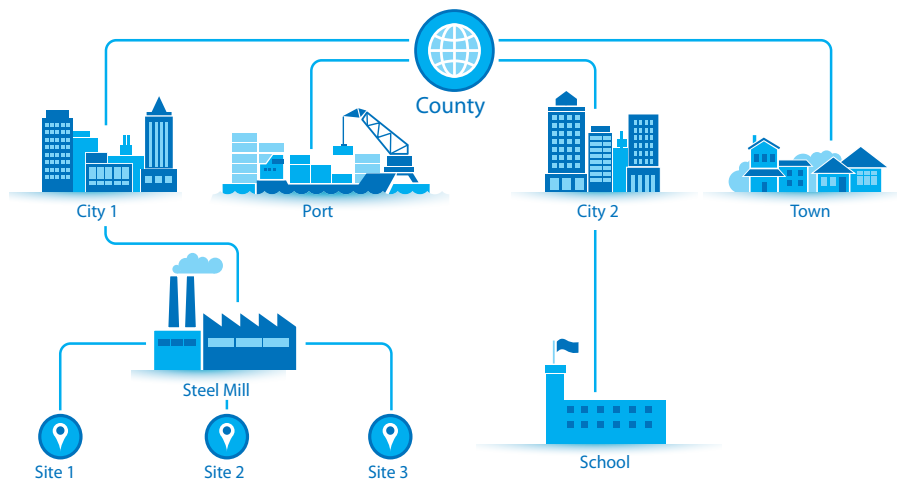 County
City 1
Port
City 2
Town
Steel Mill
School
Site 1
Site 2
Site 3